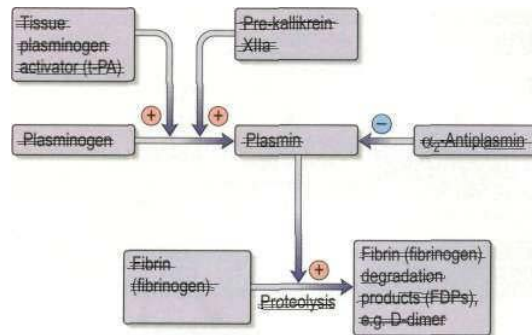 Tissue
plasminogen
activator (t-PA)
Pre-kallikrein
XIIa
+
+
−
Plasminogen
Plasmin
α₂-Antiplasmin
Fibrin
(fibrinogen)
+
Proteolysis
Fibrin (fibrinogen)
degradation
products (FDPs),
e.g. D-dimer